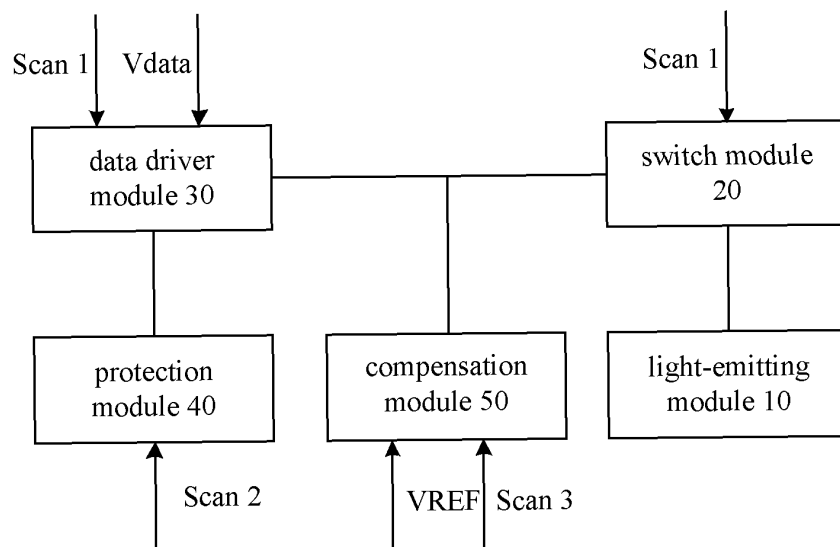 Scan 1
Vdata
Scan 1
data driver
module 30
switch module
20
protection
module 40
compensation
module 50
light-emitting
module 10
Scan 2
VREF
Scan 3